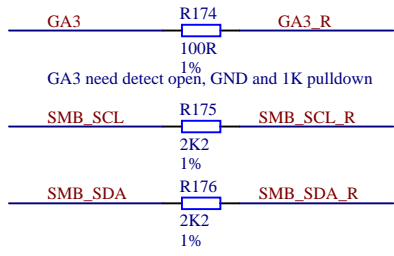 R174
GA3 GA3_R
100R
1%
GA3 need detect open, GND and 1K pulldown
R175
SMB_SCL SMB_SCL_R
2K2
1%
R176
SMB_SDA SMB_SDA_R
2K2
1%